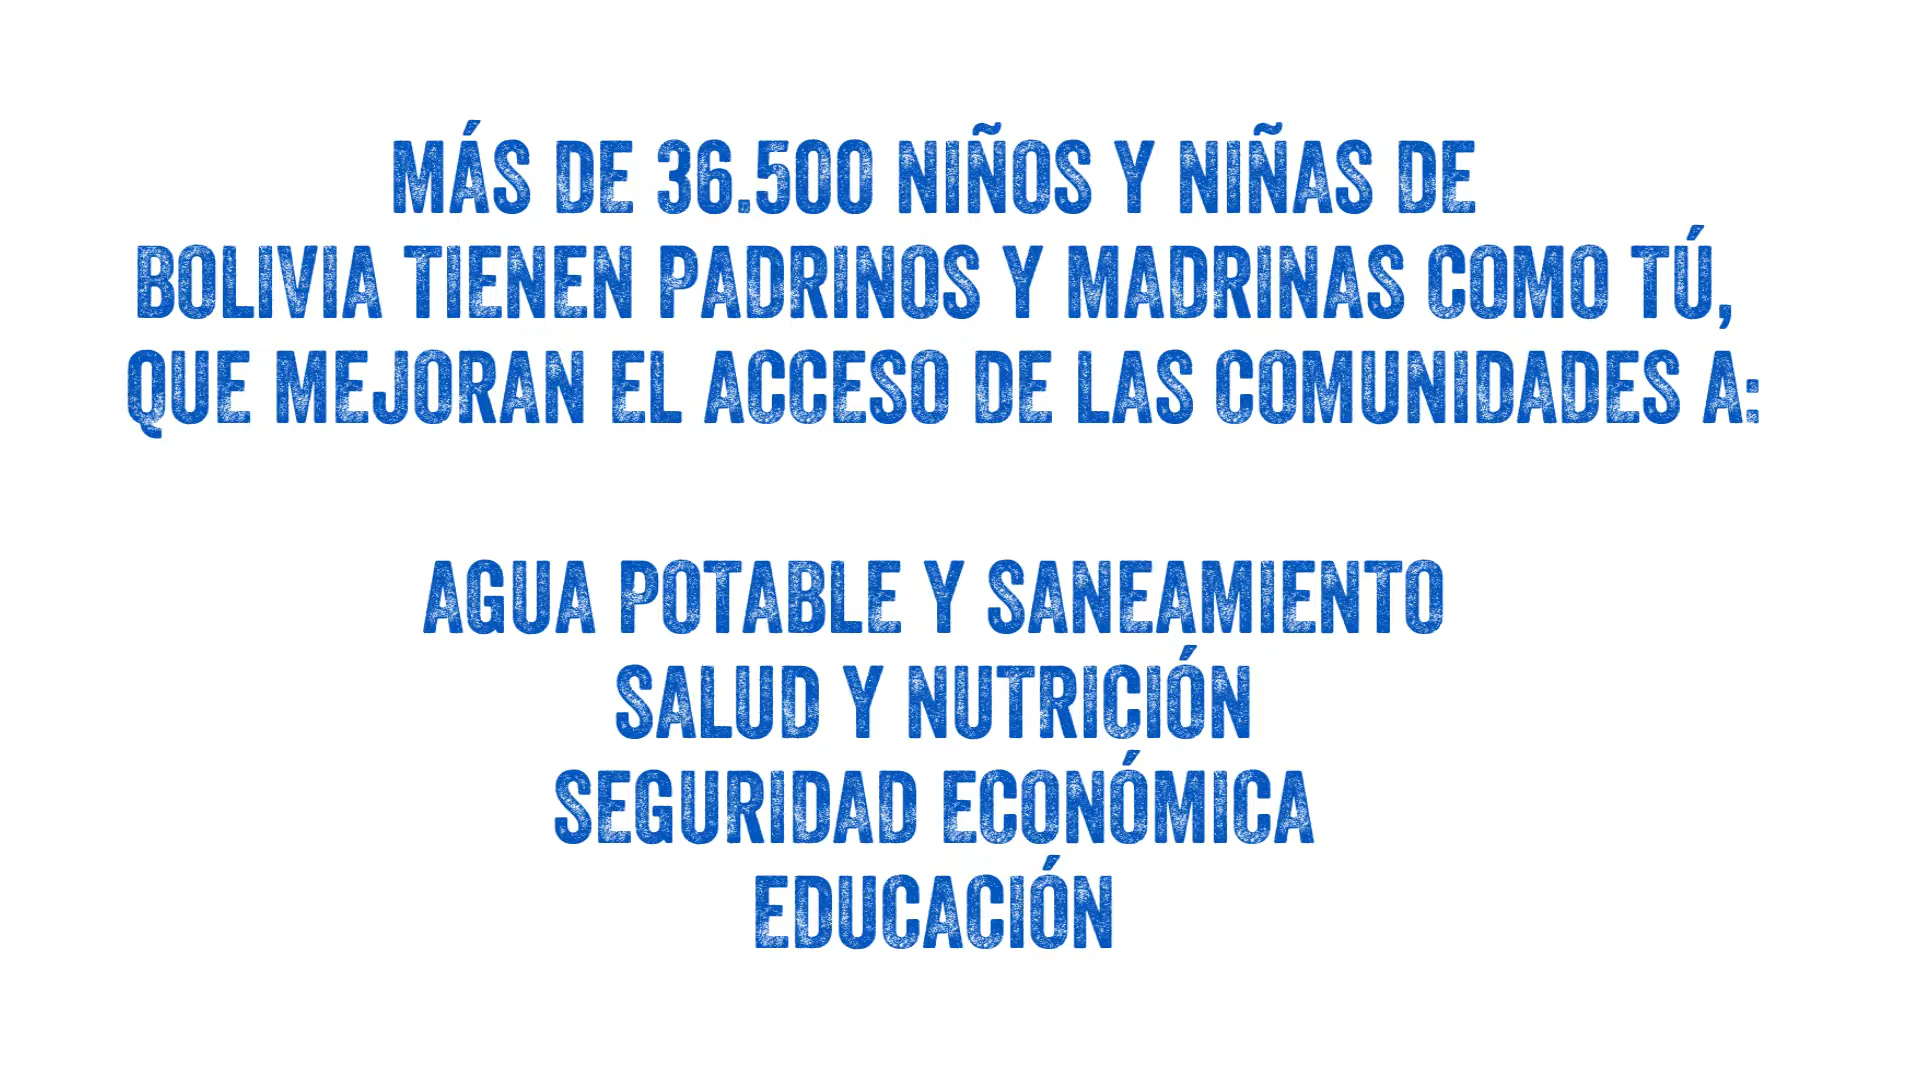 MÁS DE 36.500 NIÑOS Y NIÑAS DE
BOLIVIA TIENEN PADRINOS Y MADRINAS COMO TÚ,
QUE MEJORAN EL ACCESO DE LAS COMUNIDADES A:
AGUA POTABLE Y SANEAMIENTO
SALUD Y NUTRICIÓN
SEGURIDAD ECONÓMICA
EDUCACIÓN